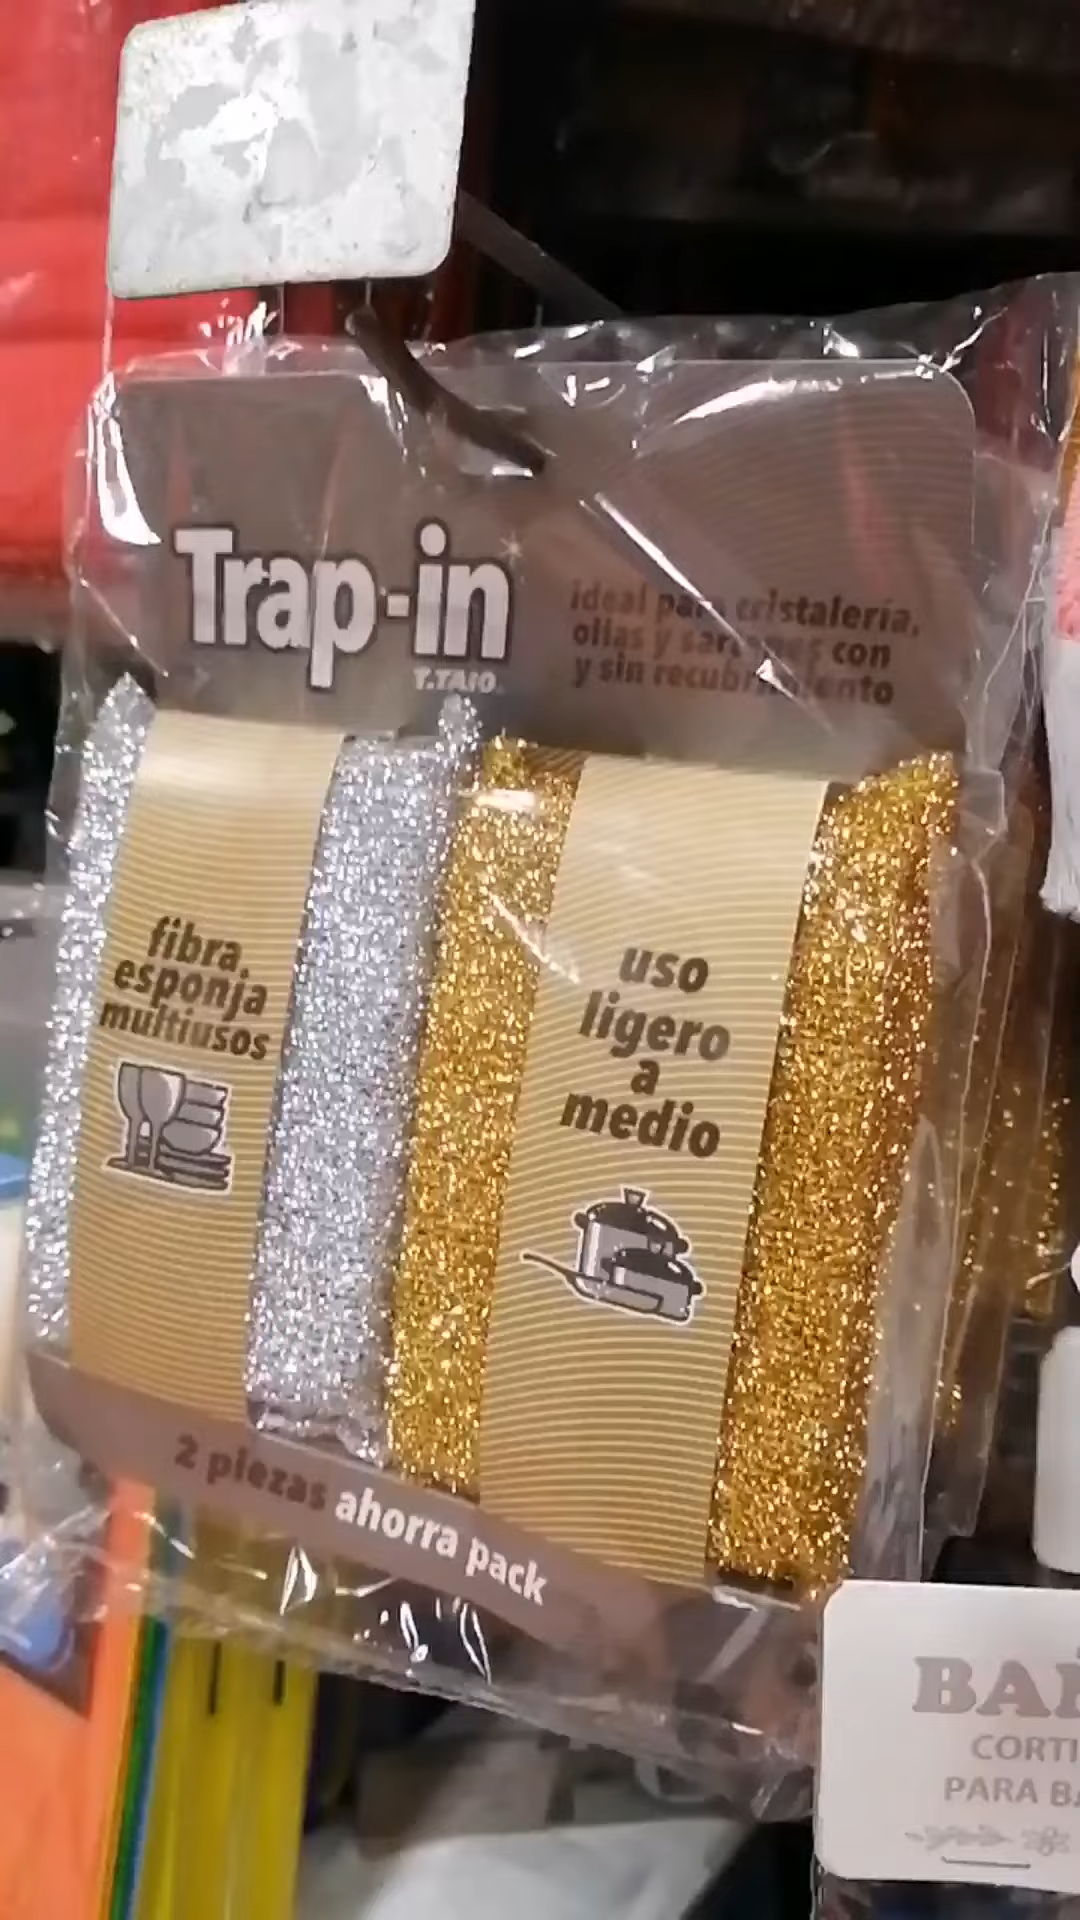 Trap-in
T.TAIO.
ideal para cristalería,
ollas y sartenes con
y sin recubrimiento
fibra,
esponja
multiusos
uso
ligero
a
medio
2 piezas ahorra pack
CORTI
PARA BA